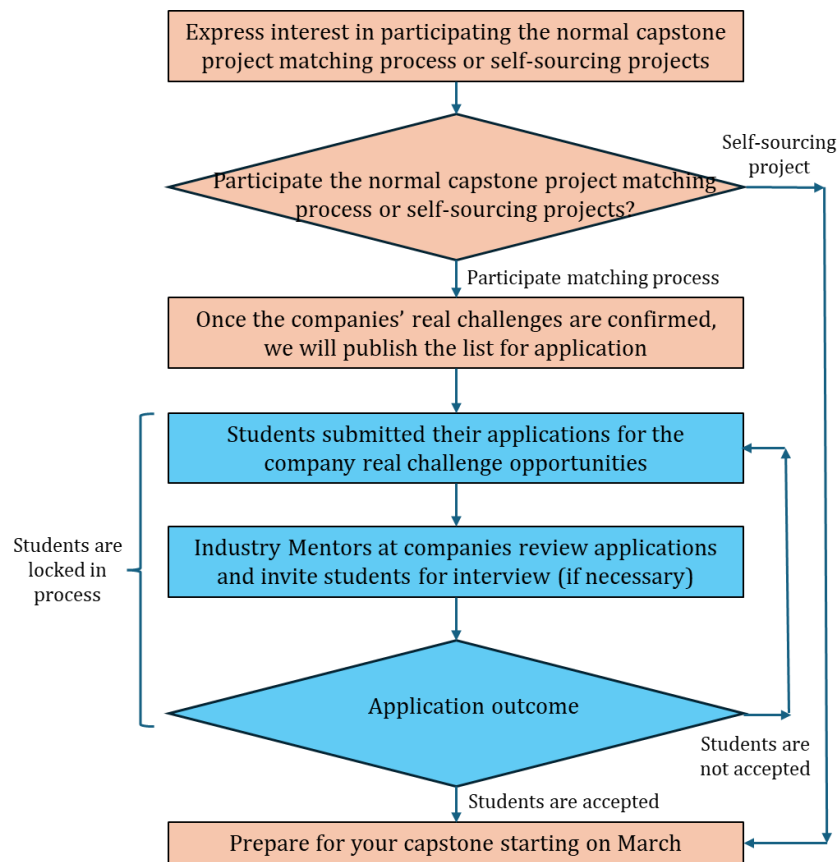 Express interest in participating the normal capstone
project matching process or self-sourcing projects
Self-sourcing
project
Participate the normal capstone project matching
process or self-sourcing projects?
Participate matching process
Once the companies’ real challenges are confirmed,
we will publish the list for application
Students submitted their applications for the
company real challenge opportunities
Students are
locked in
process
Industry Mentors at companies review applications
and invite students for interview (if necessary)
Application outcome
Students are
not accepted
Students are accepted
Prepare for your capstone starting on March